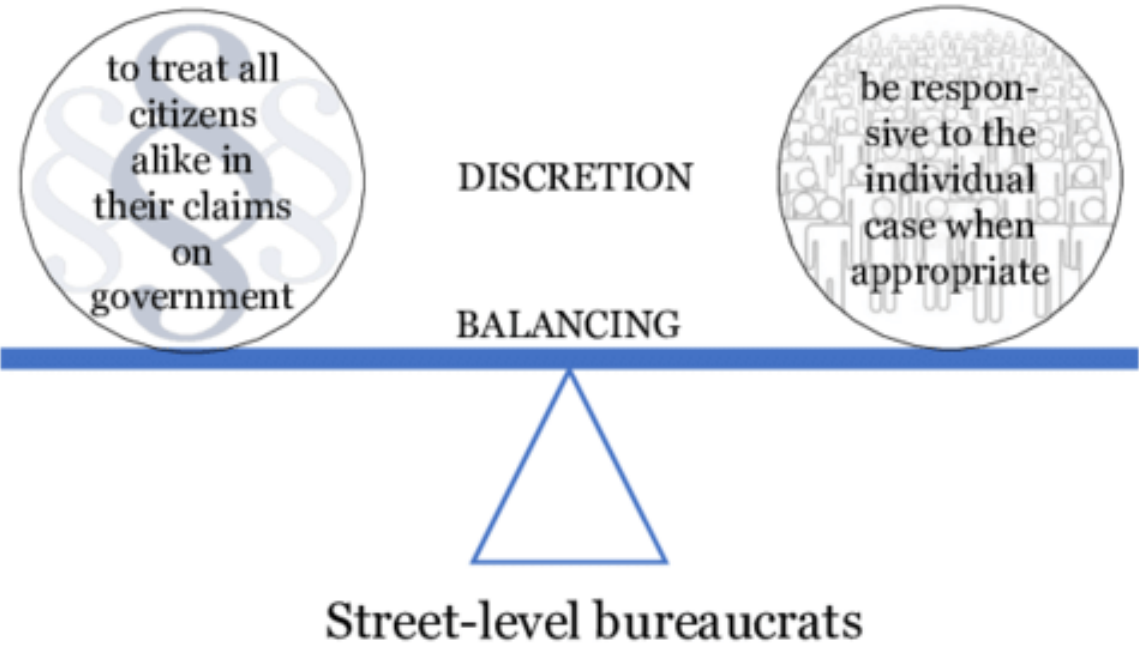 to treat all
citizens
alike in
their claims
on
government
DISCRETION
BALANCING
be respon-
sive to the
individual
case when
appropriate
Street-level bureaucrats